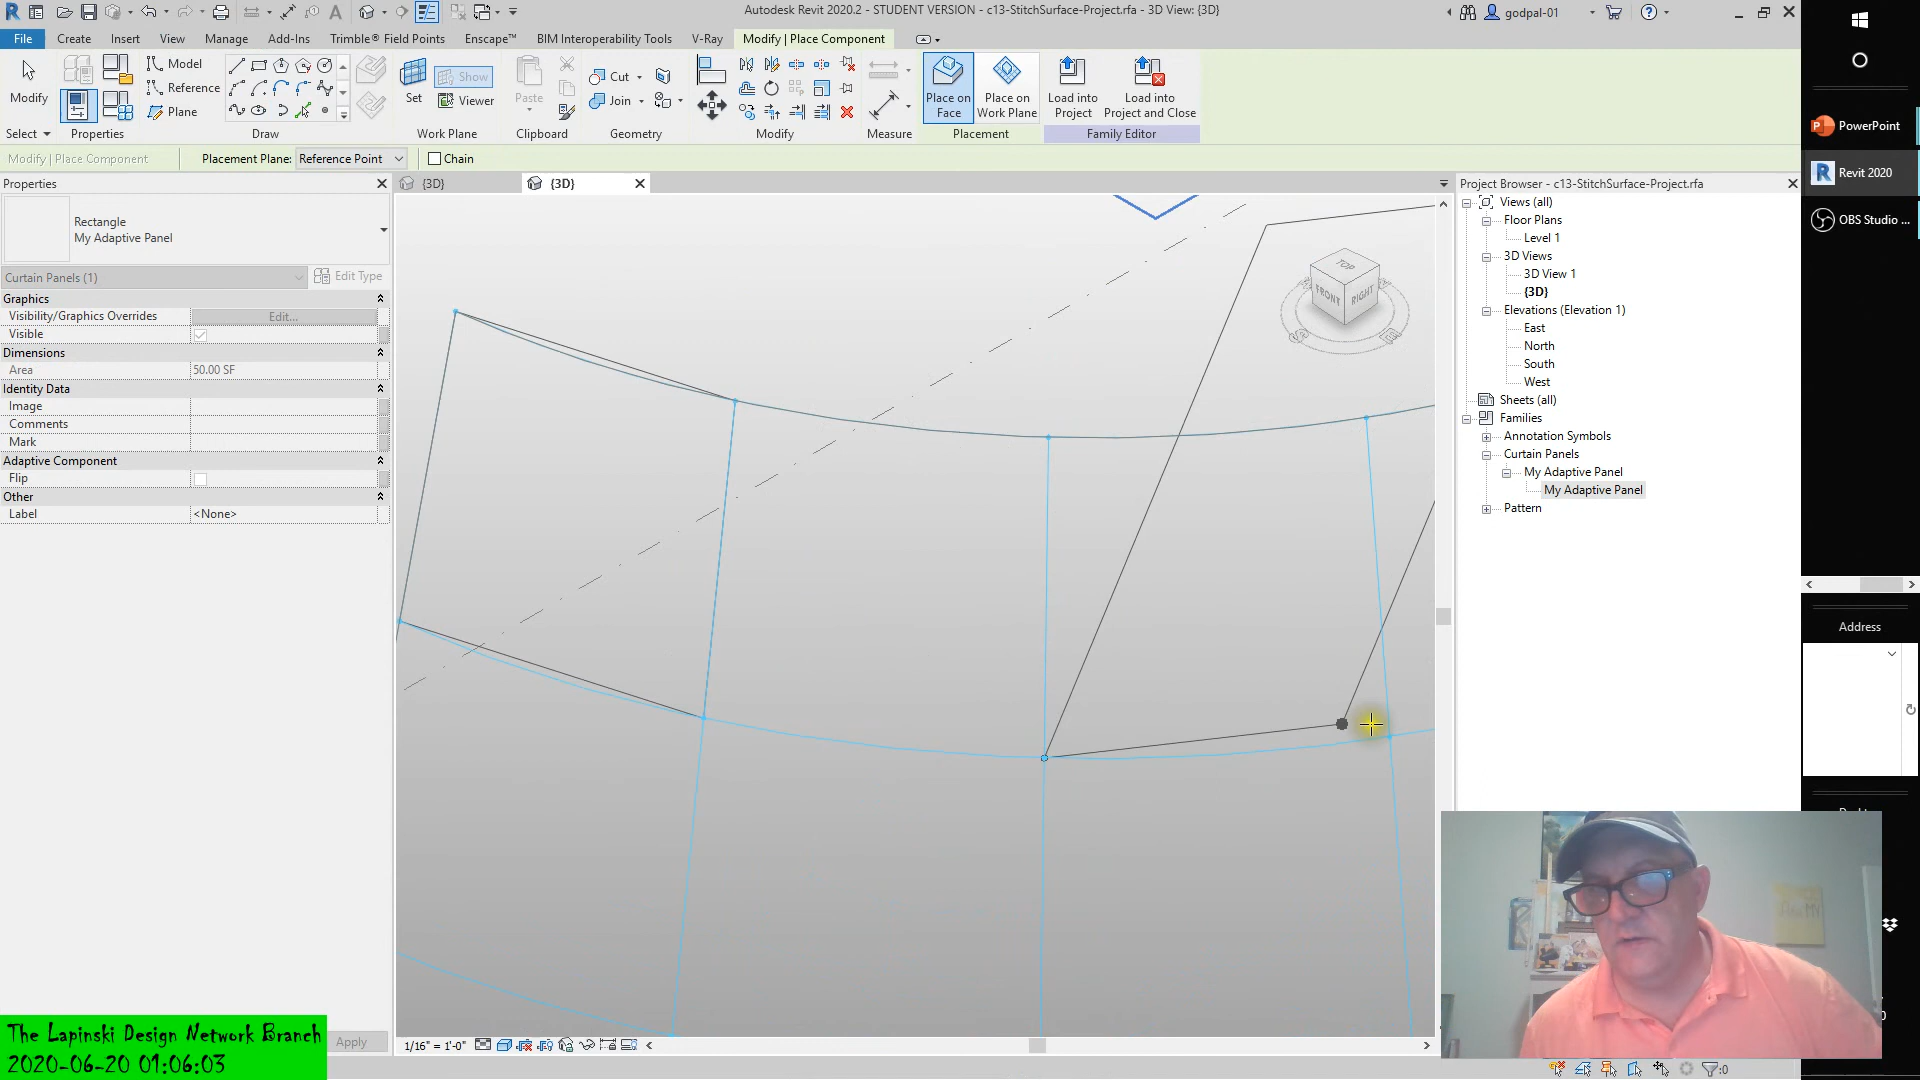 Autodesk Revit 2020.2 - STUDENT VERSION - c13-StitchSurface-Project.rfa - 3D View: {3D}
godpal-01
File Create Insert View Manage Add-Ins Trimble® Field Points Enscape™ BIM Interoperability Tools V-Ray Modify | Place Component
Modify
Select
Properties
Model
Reference
Plane
Draw
Set
Show
Viewer
Work Plane
Paste
Clipboard
Cut
Join
Geometry
Modify
Measure
Place on Face
Place on Work Plane
Placement
Load into Project
Load into Project and Close
Family Editor
Modify | Place Component
Placement Plane: Reference Point
Chain
Properties
Rectangle
My Adaptive Panel
Curtain Panels (1)
Edit Type
Graphics
Visibility/Graphics Overrides Edit...
Visible
Dimensions
Area 50.00 SF
Identity Data
Image
Comments
Mark
Adaptive Component
Flip
Other
Label <None>
Apply
{3D}
{3D}
TOP
FRONT
RIGHT
1/16" = 1'-0"
Project Browser - c13-StitchSurface-Project.rfa
Views (all)
Floor Plans
Level 1
3D Views
3D View 1
{3D}
Elevations (Elevation 1)
East
North
South
West
Sheets (all)
Families
Annotation Symbols
Curtain Panels
My Adaptive Panel
My Adaptive Panel
Pattern
:0
PowerPoint
Revit 2020
OBS Studio ...
Address
The Lapinski Design Network Branch
2020-06-20 01:06:03